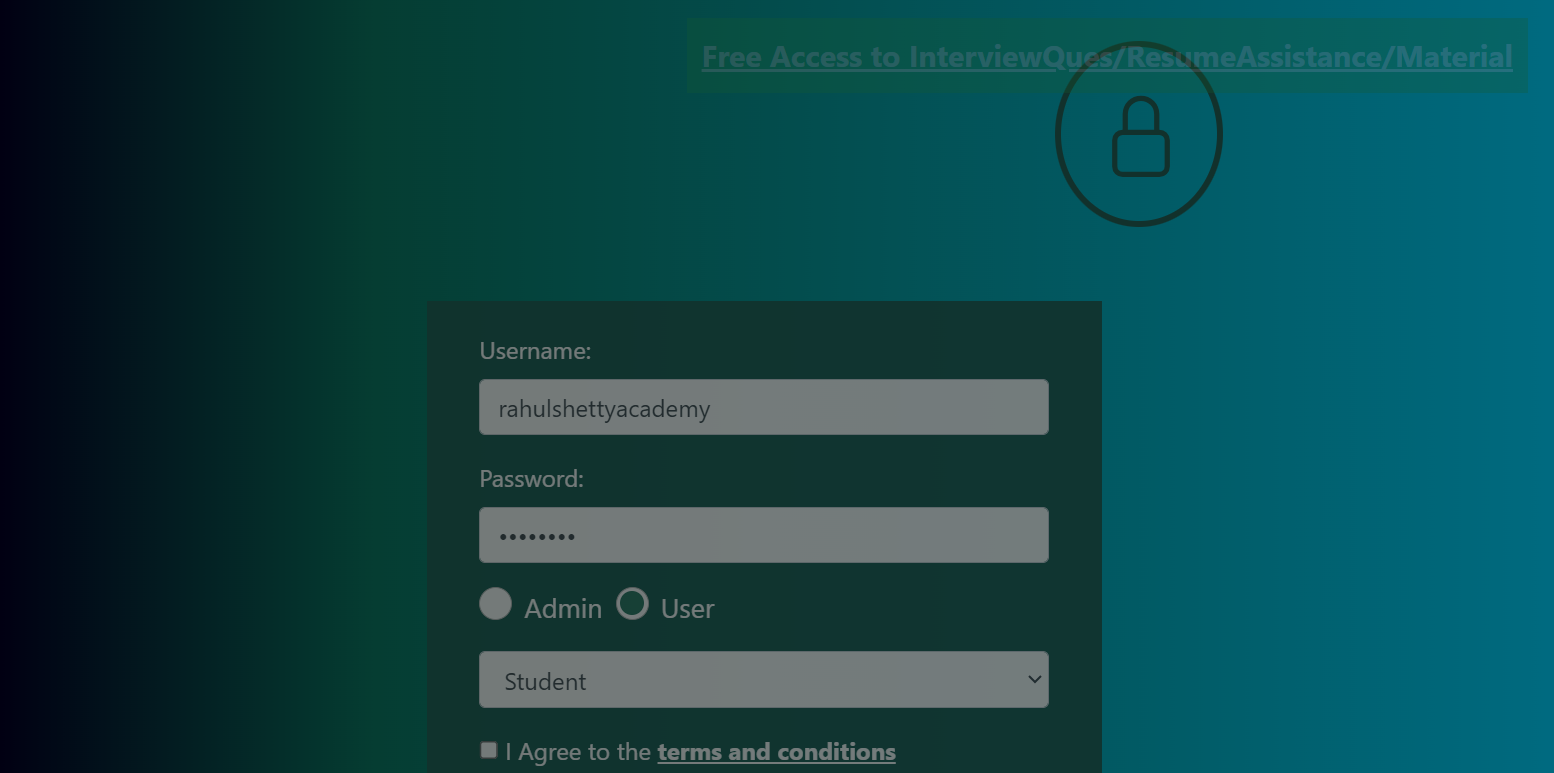 Free Access to InterviewQues/ResumeAssistance/Material
Username:
rahulshettyacademy
Password:
••••••••
Admin User
Student
I Agree to the terms and conditions